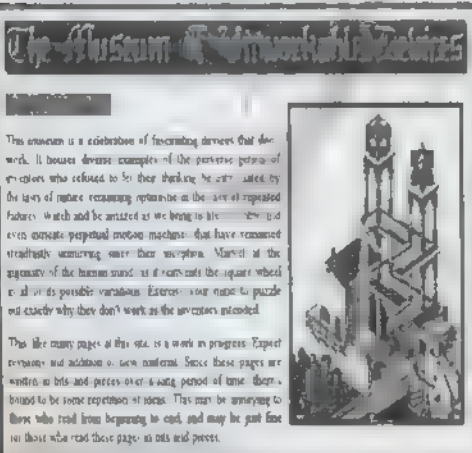 The Museum of Unworkable Devices
This museum is a celebration of fascinating devices that don't
work. It houses diverse examples of the perverse genius of
inventors who refused to let their thinking be intimidated by
the laws of nature remaining optimistic in the face of repeated
failures. Watch and be amazed as we bring to life and
even intricate perpetual motion machines that have remained
steadfastly unmoving since their inception. Marvel at the
ingenuity of the human mind as it reinvents the square wheel
in all of its possible variations. Exercise your mind to puzzle
out exactly why they don't work as the inventors intended.
This like many pages at this site is a work in progress. Expect
revisions and addition of new material. Since these pages are
written in bits and pieces over a long period of time there is
bound to be some repetition of ideas. This may be annoying to
those who read from beginning to end, and may be just fine
for those who read these pages in bits and pieces.